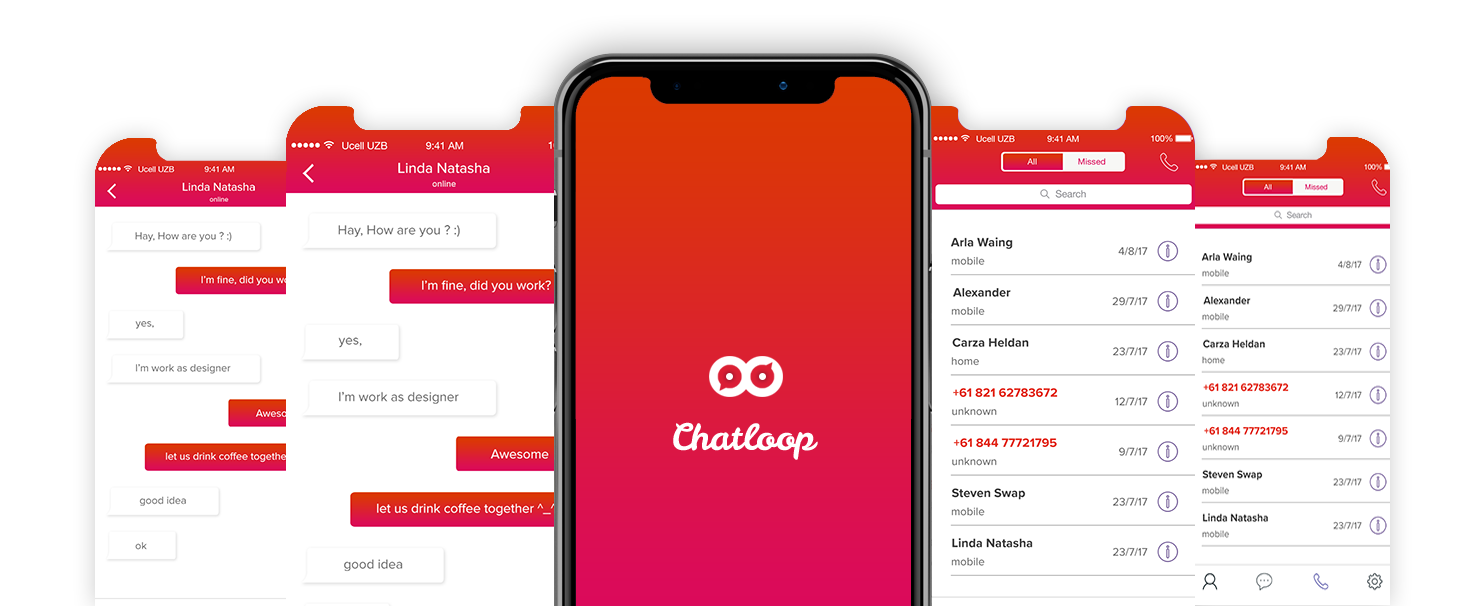 Ucell UZB 9:41 AM
Linda Natasha
online
Hay, How are you ? :)
I'm fine, did you wo
yes,
I'm work as designer
Aweso
let us drink coffee togethe
good idea
ok
Ucell UZB 9:41 AM 1
Linda Natasha
online
Hay, How are you ? :)
I'm fine, did you work?
yes,
I'm work as designer
Awesome
let us drink coffee together ^_^
good idea
Chatloop
Ucell UZB 9:41 AM 100%
All Missed
Search
Arla Waing
mobile
4/8/17
Alexander
mobile
29/7/17
Carza Heldan
home
23/7/17
+61 821 62783672
unknown
12/7/17
+61 844 77721795
unknown
9/7/17
Steven Swap
mobile
23/7/17
Linda Natasha
mobile
23/7/17
Ucell UZB 9:41 AM 100%
All Missed
Search
Arla Waing
mobile
4/8/17
Alexander
mobile
29/7/17
Carza Heldan
home
23/7/17
+61 821 62783672
unknown
12/7/17
+61 844 77721795
unknown
9/7/17
Steven Swap
mobile
23/7/17
Linda Natasha
mobile
23/7/17